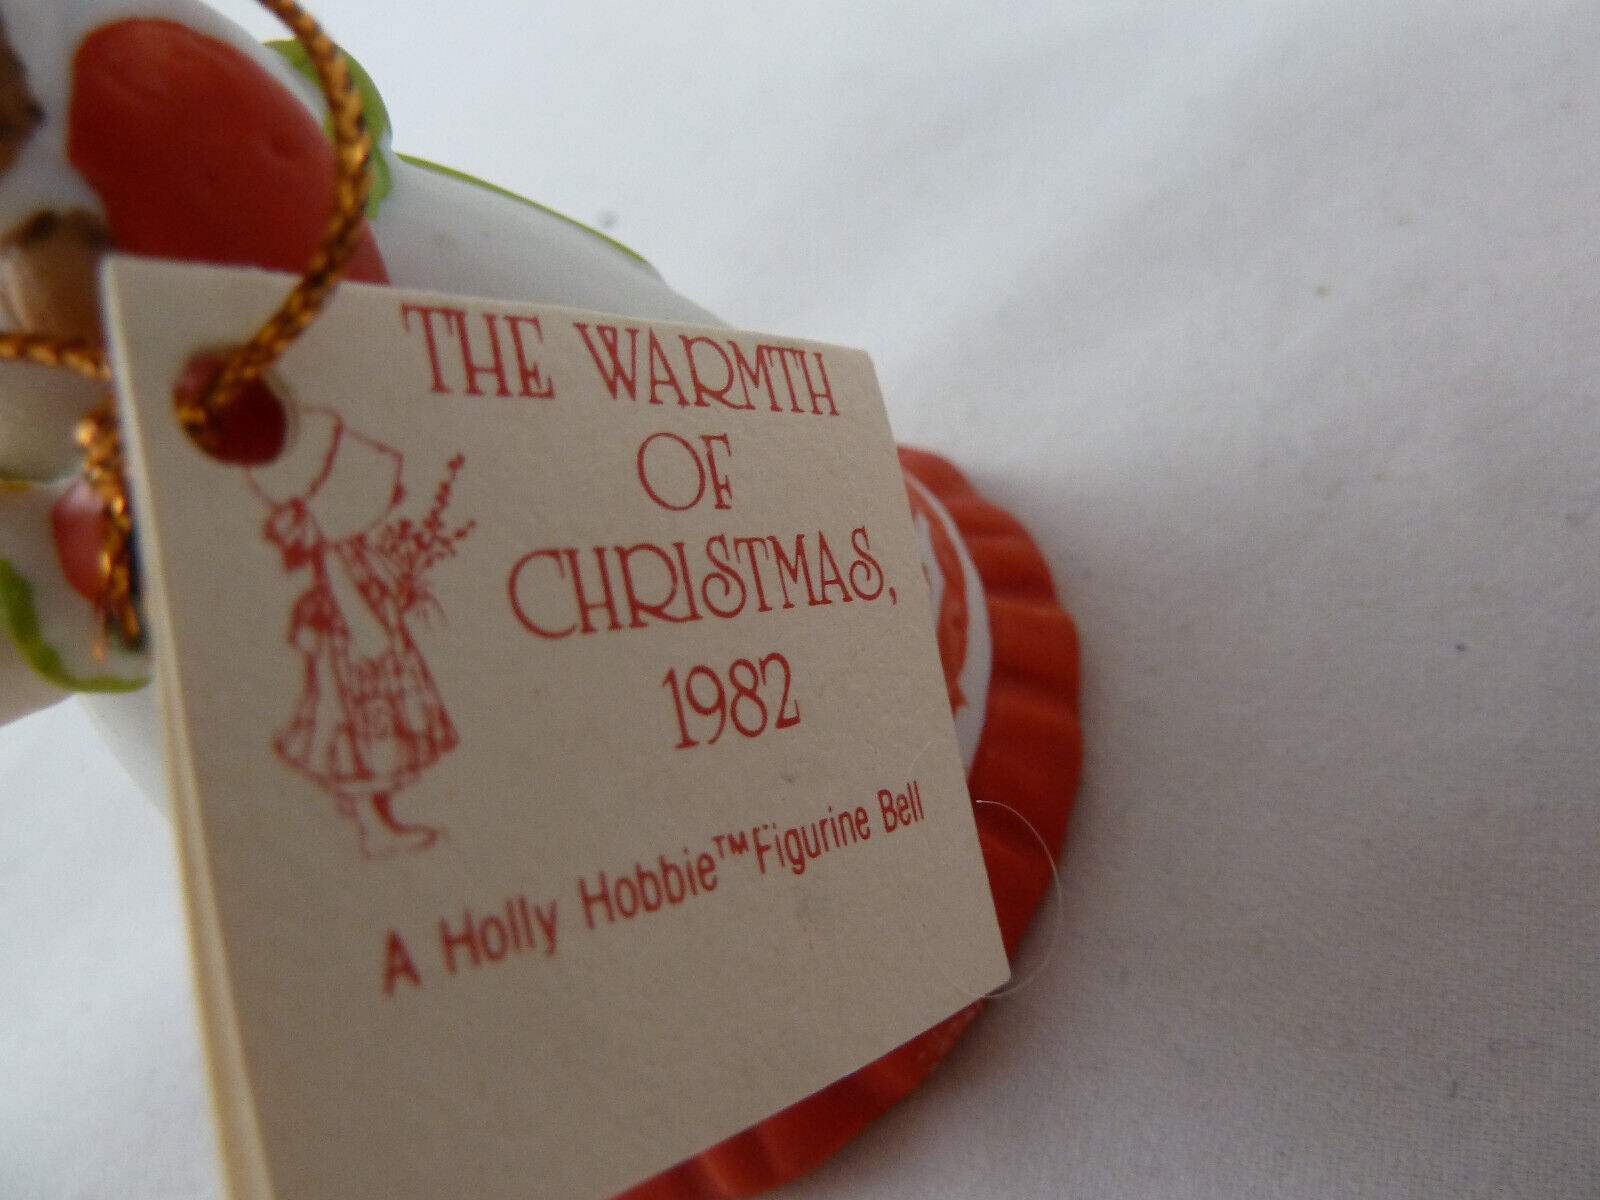 THE WARMTH
OF
CHRISTMAS,
1982
A Holly Hobbie™ Figurine Bell